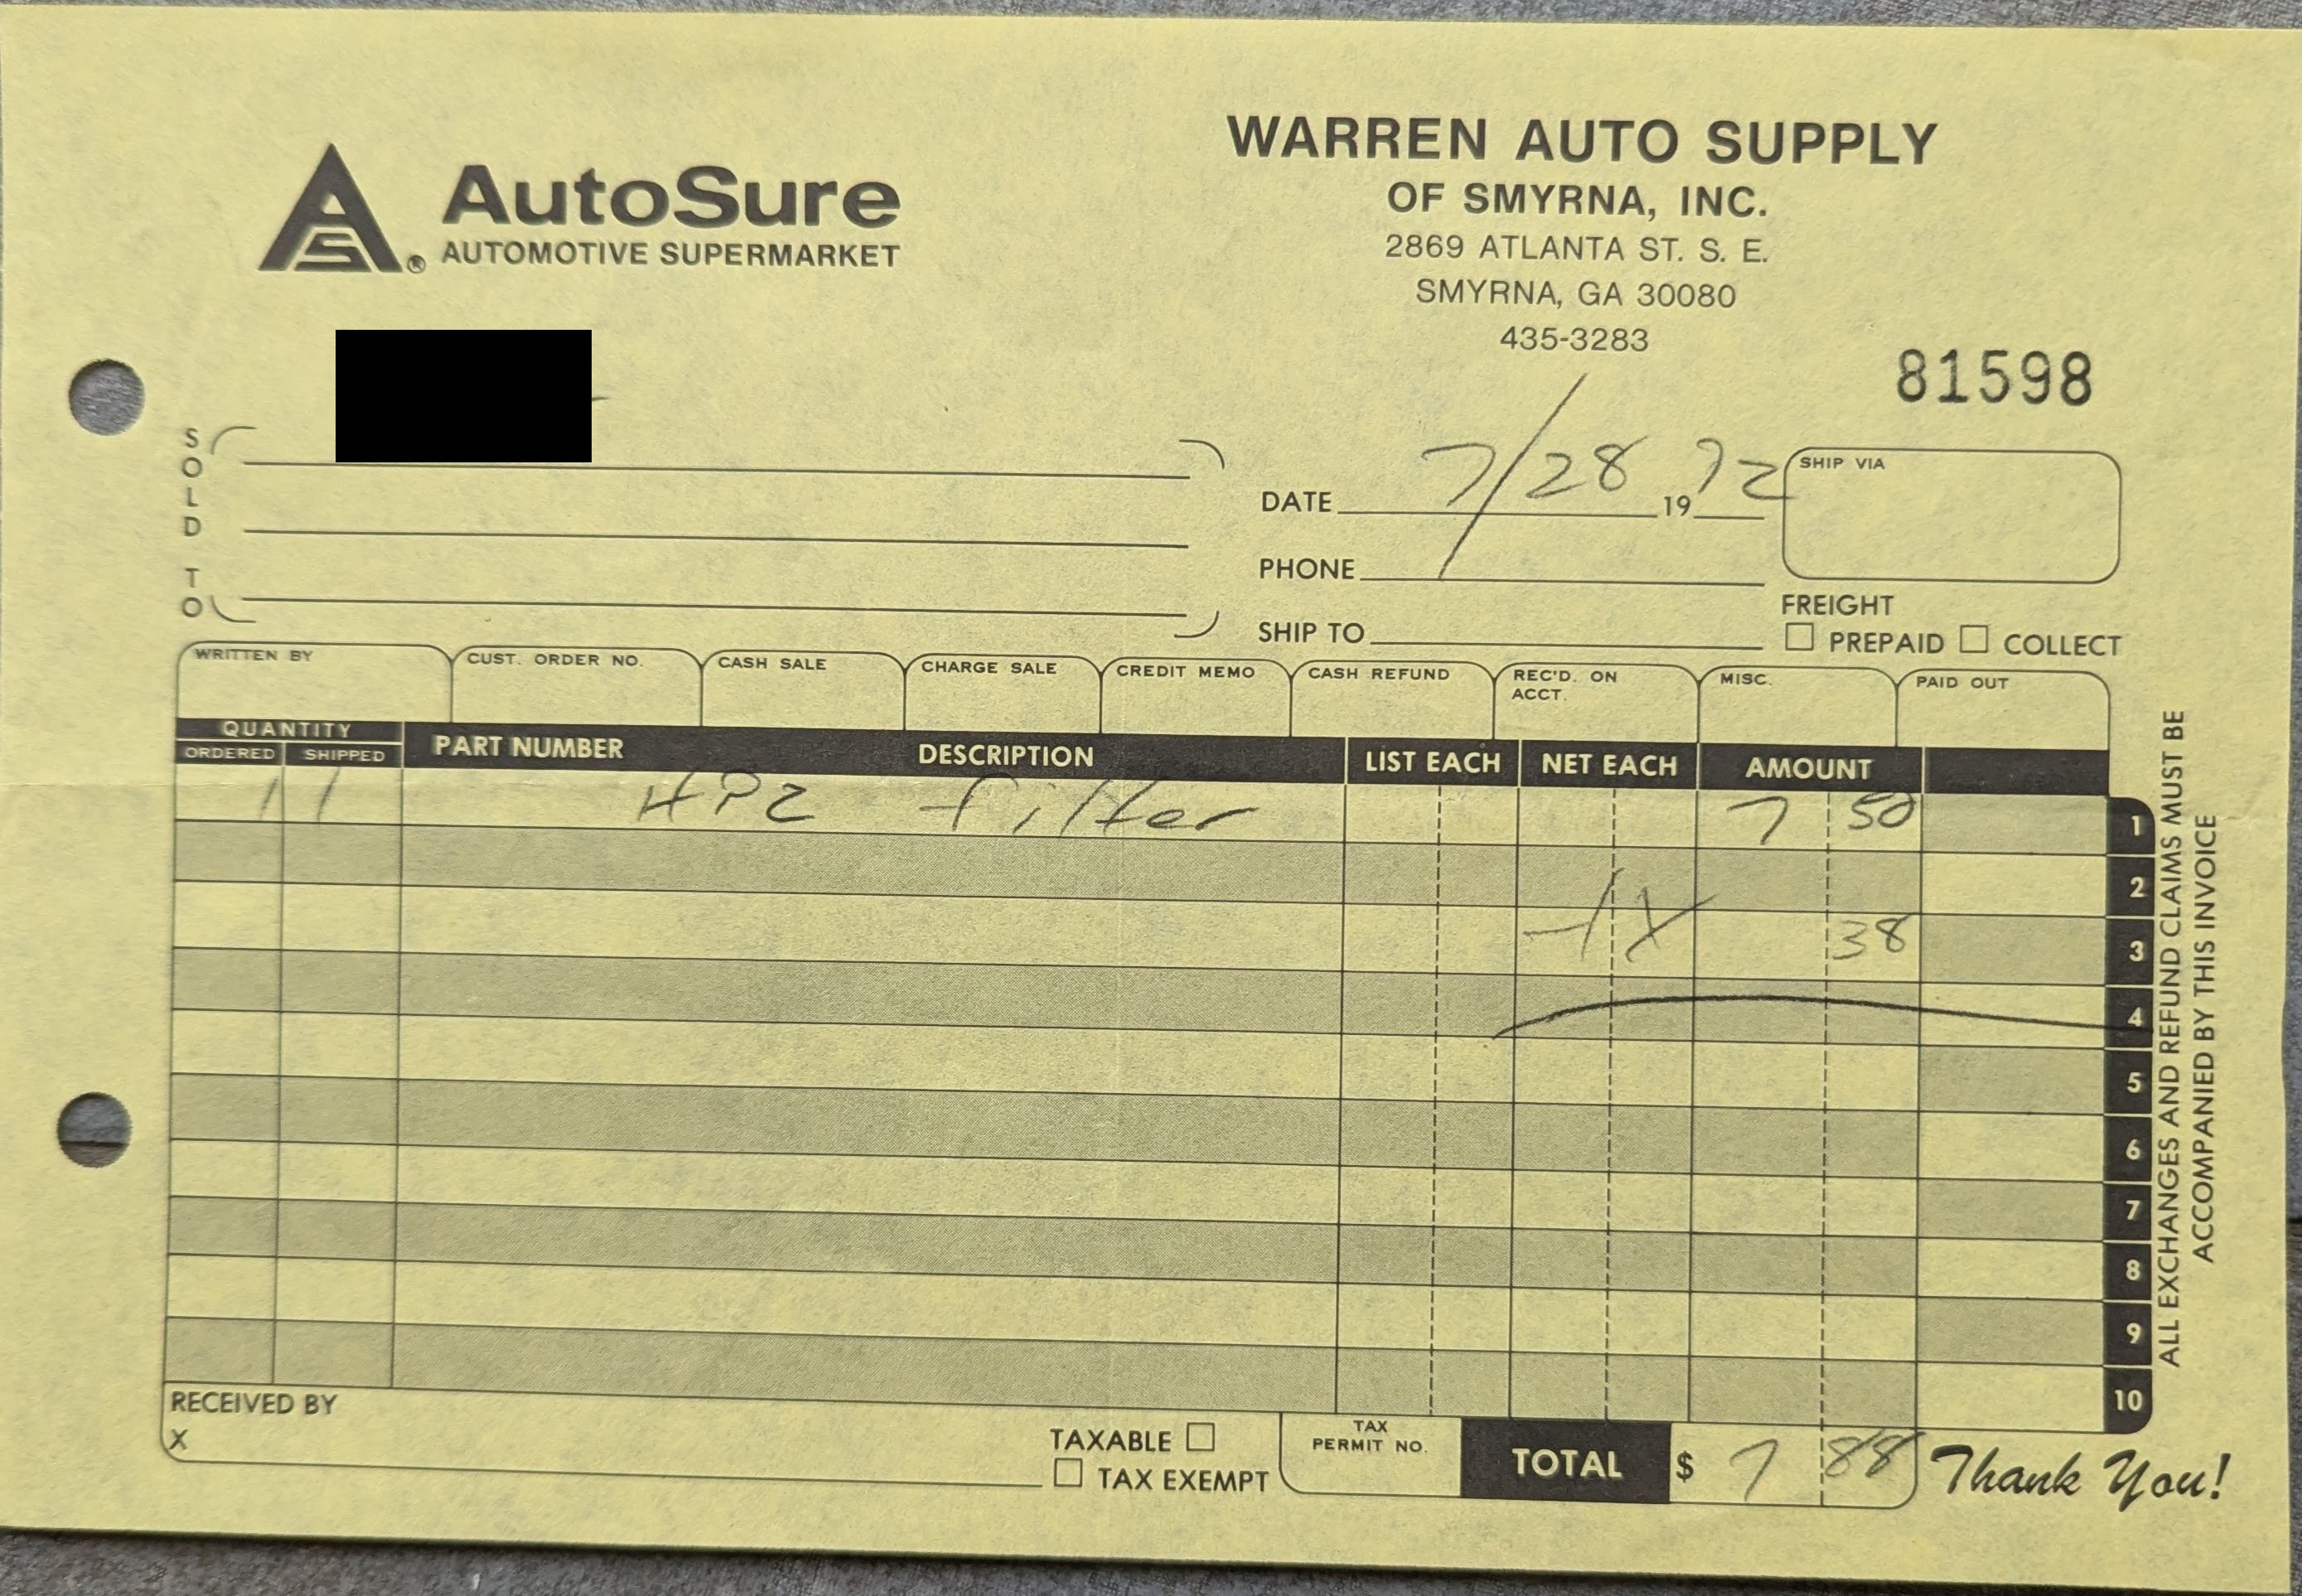 AS® AutoSure
AUTOMOTIVE SUPERMARKET
WARREN AUTO SUPPLY
OF SMYRNA, INC.
2869 ATLANTA ST. S. E.
SMYRNA, GA 30080
435-3283
81598
SOLD TO
DATE 7/28 19 92
PHONE
SHIP TO
SHIP VIA
FREIGHT
PREPAID COLLECT
WRITTEN BY CUST. ORDER NO. CASH SALE CHARGE SALE CREDIT MEMO CASH REFUND REC'D. ON ACCT. MISC. PAID OUT
QUANTITY
ORDERED SHIPPED PART NUMBER DESCRIPTION LIST EACH NET EACH AMOUNT
1 1 HP2 filter 7 50 1
2
TX 38 3
4
5
6
7
8
9
10
ALL EXCHANGES AND REFUND CLAIMS MUST BE
ACCOMPANIED BY THIS INVOICE
RECEIVED BY
X
TAXABLE
TAX EXEMPT
TAX
PERMIT NO.
TOTAL $ 7 88
Thank You!